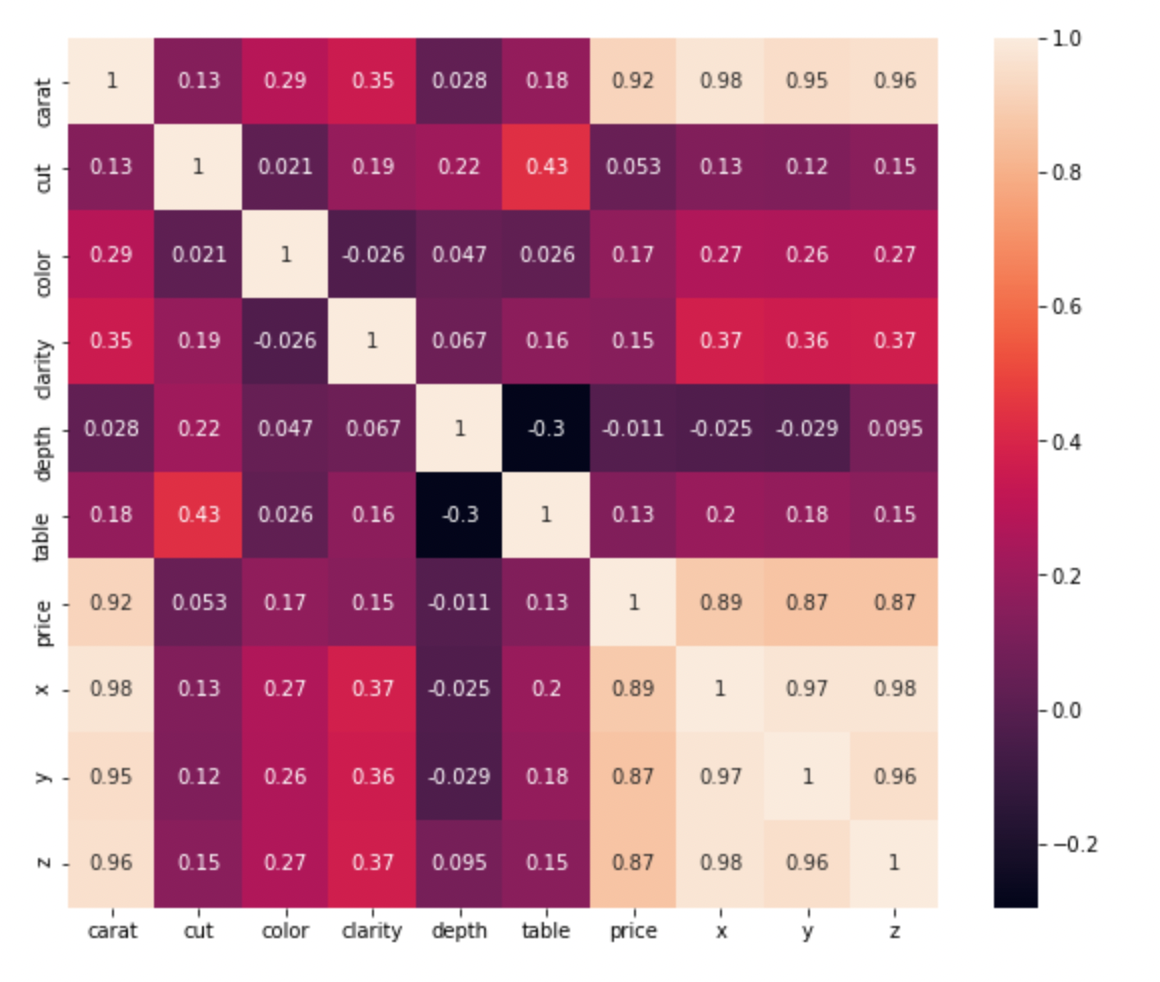 carat 1 0.13 0.29 0.35 0.028 0.18 0.92 0.98 0.95 0.96
cut 0.13 1 0.021 0.19 0.22 0.43 0.053 0.13 0.12 0.15
color 0.29 0.021 1 -0.026 0.047 0.026 0.17 0.27 0.26 0.27
clarity 0.35 0.19 -0.026 1 0.067 0.16 0.15 0.37 0.36 0.37
depth 0.028 0.22 0.047 0.067 1 -0.3 -0.011 -0.025 -0.029 0.095
table 0.18 0.43 0.026 0.16 -0.3 1 0.13 0.2 0.18 0.15
price 0.92 0.053 0.17 0.15 -0.011 0.13 1 0.89 0.87 0.87
x 0.98 0.13 0.27 0.37 -0.025 0.2 0.89 1 0.97 0.98
y 0.95 0.12 0.26 0.36 -0.029 0.18 0.87 0.97 1 0.96
z 0.96 0.15 0.27 0.37 0.095 0.15 0.87 0.98 0.96 1
carat cut color clarity depth table price x y z
1.0
0.8
0.6
0.4
0.2
0.0
−0.2